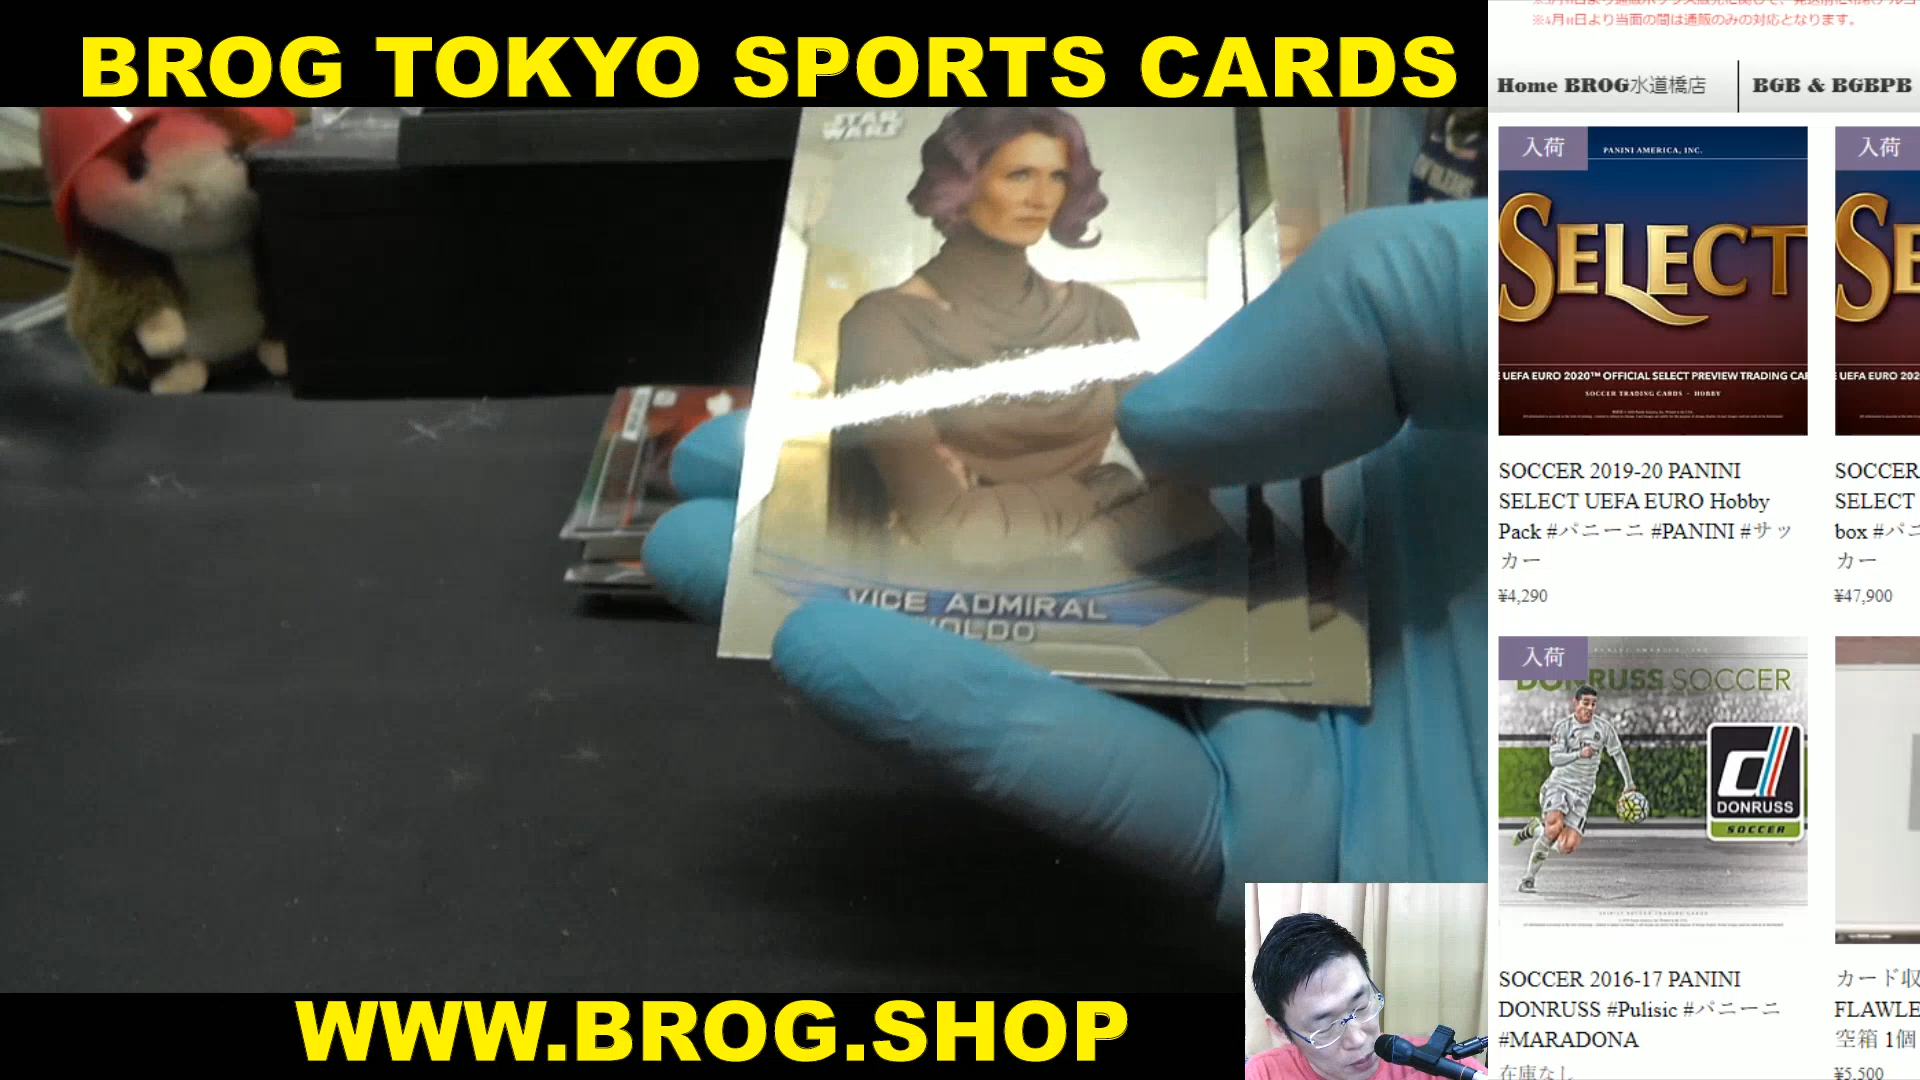 BROG TOKYO SPORTS CARDS
STAR WARS
VICE ADMIRAL
HOLDO
WWW.BROG.SHOP
※4月11日より当面の間は通販のみの対応となります。
Home BROG水道橋店
BGB & BGBPB
入荷
PANINI AMERICA, INC.
SELECT
UEFA EURO 2020™ OFFICIAL SELECT PREVIEW TRADING CAR
SOCCER TRADING CARDS - HOBBY
SOCCER 2019-20 PANINI
SELECT UEFA EURO Hobby
Pack #パニーニ #PANINI #サッ
カー
¥4,290
入荷
SE
UEFA EURO 202
SOCCER
SELECT
box #パニ
カー
¥47,900
入荷
DONRUSS SOCCER
DONRUSS
SOCCER
SOCCER 2016-17 PANINI
DONRUSS #Pulisic #パニーニ
#MARADONA
在庫なし
カード収
FLAWLE
空箱 1個
¥5,500